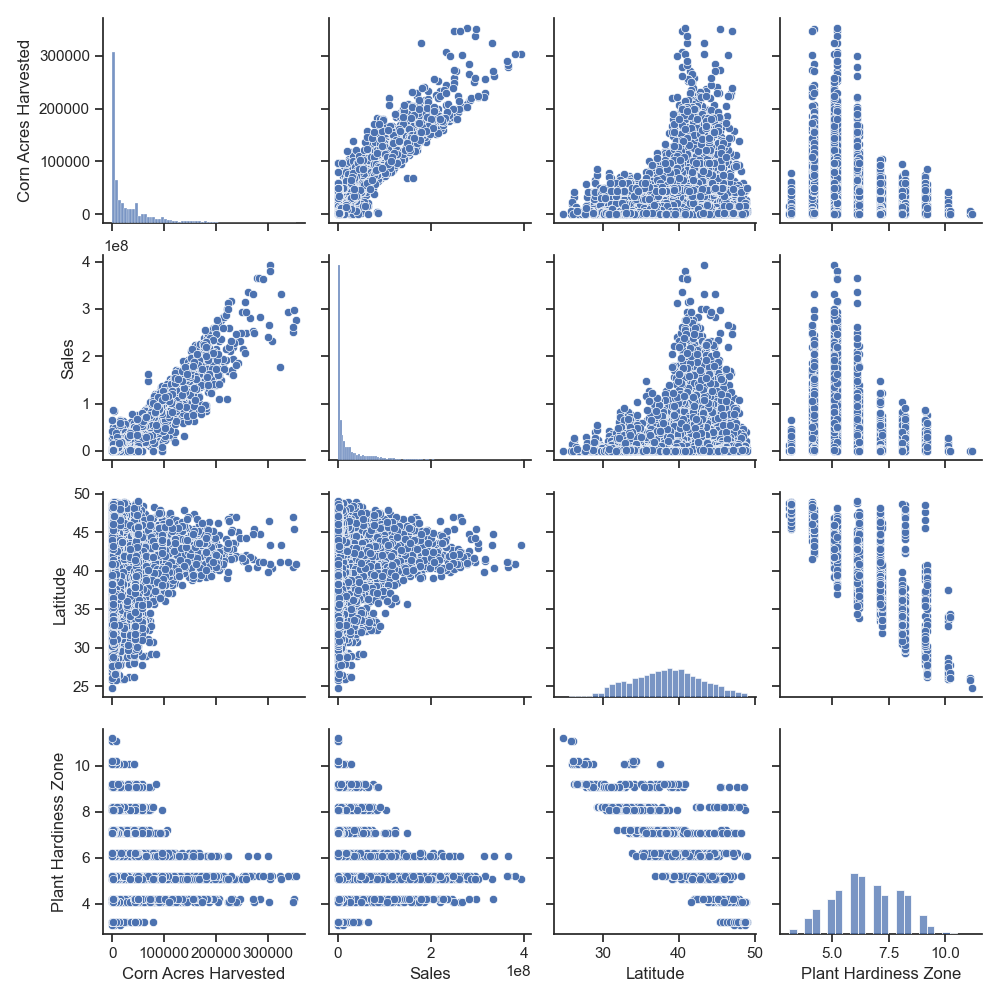 Corn Acres Harvested
300000
200000
100000
0
1e8
Sales
4
3
2
1
0
Latitude
50
45
40
35
30
25
Plant Hardiness Zone
10
8
6
4
0 100000 200000 300000
0 2 4
30 40 50
5.0 7.5 10.0
1e8
Corn Acres Harvested
Sales
Latitude
Plant Hardiness Zone